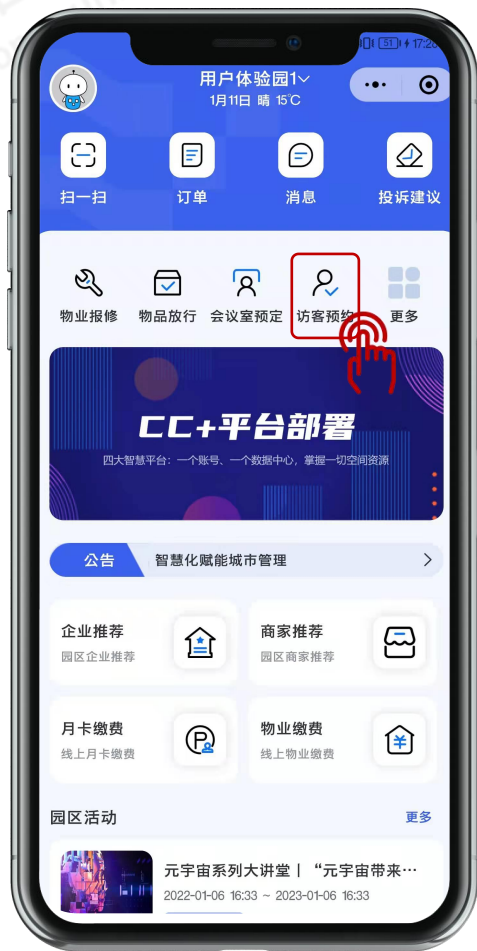 51 17:28
用户体验园1
1月11日 晴 15℃
扫一扫 订单 消息 投诉建议
物业报修 物品放行 会议室预定 访客预约 更多
CC+平台部署
四大智慧平台:一个账号、一个数据中心,掌握一切空间资源
公告 智慧化赋能城市管理
企业推荐
园区企业推荐
商家推荐
园区商家推荐
月卡缴费
线上月卡缴费
物业缴费
线上物业缴费
园区活动 更多
元宇宙系列大讲堂丨“元宇宙带来…
2022-01-06 16:33 ~ 2023-01-06 16:33